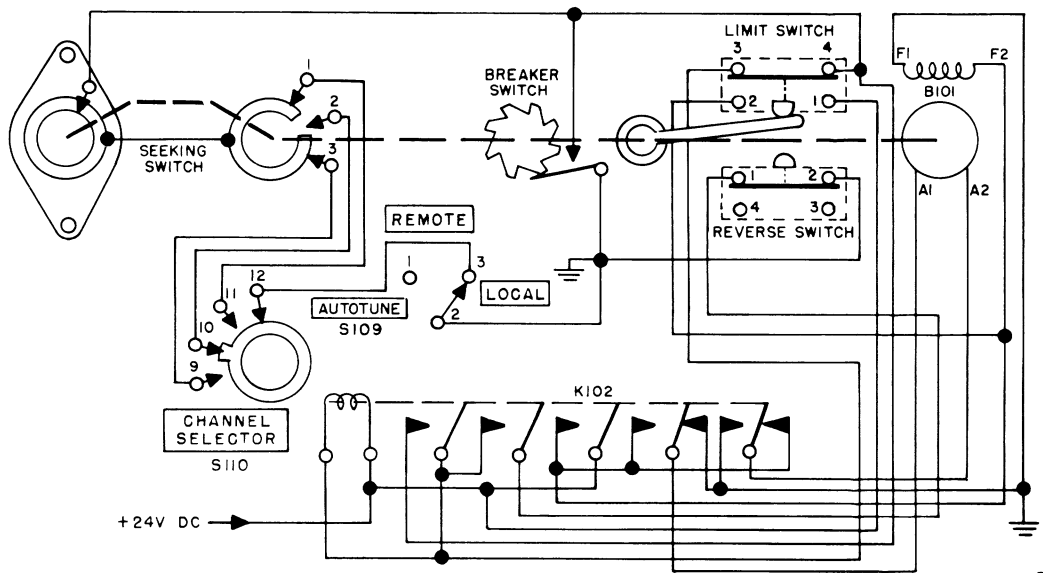 LIMIT SWITCH
3 4
F1 F2
1
BREAKER
SWITCH
B101
2
2 1
SEEKING
SWITCH
3
1 2
A1 A2
REMOTE
4 3
REVERSE SWITCH
12 1 3
11
AUTOTUNE LOCAL
S109 2
10
9
K102
CHANNEL
SELECTOR
S110
+24V DC